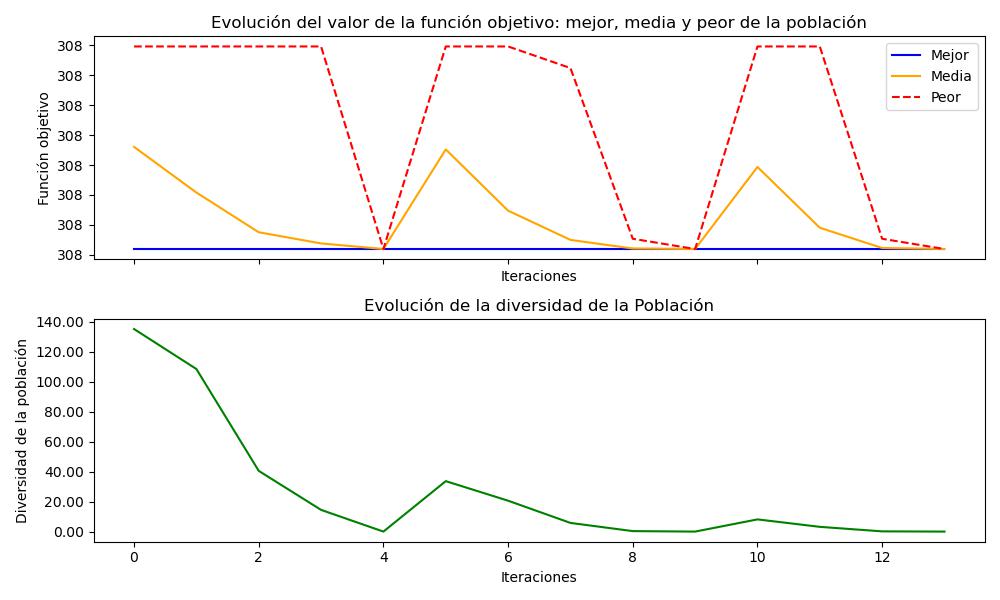 Evolución del valor de la función objetivo: mejor, media y peor de la población
308
308
308
308
308
308
308
308
Función objetivo
Mejor
Media
Peor
Iteraciones
Evolución de la diversidad de la Población
140.00
120.00
100.00
80.00
60.00
40.00
20.00
0.00
Diversidad de la población
0 2 4 6 8 10 12
Iteraciones